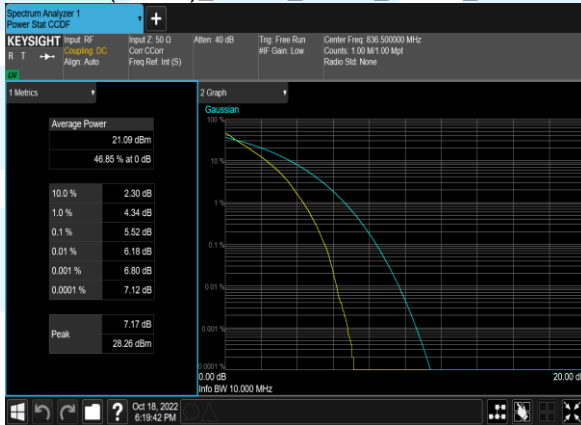 Spectrum Analyzer 1
Power Stat CCDF
+
KEYSIGHT
R T
Input: RF
Coupling: DC
Align: Auto
Input Z: 50 Ω
Corr CCorr
Freq Ref: Int (S)
Atten: 40 dB
Trig: Free Run
#IF Gain: Low
Center Freq: 836.500000 MHz
Counts: 1.00 M/1.00 Mpt
Radio Std: None
1 Metrics
Average Power
21.09 dBm
46.85 % at 0 dB
10.0 % 2.30 dB
1.0 % 4.34 dB
0.1 % 5.52 dB
0.01 % 6.18 dB
0.001 % 6.80 dB
0.0001 % 7.12 dB
Peak
7.17 dB
28.26 dBm
2 Graph
Gaussian
100 %
10 %
1 %
0.1 %
0.01 %
0.001 %
0.0001 %
0.00 dB
20.00 d
Info BW 10.000 MHz
?
Oct 18, 2022
6:19:42 PM